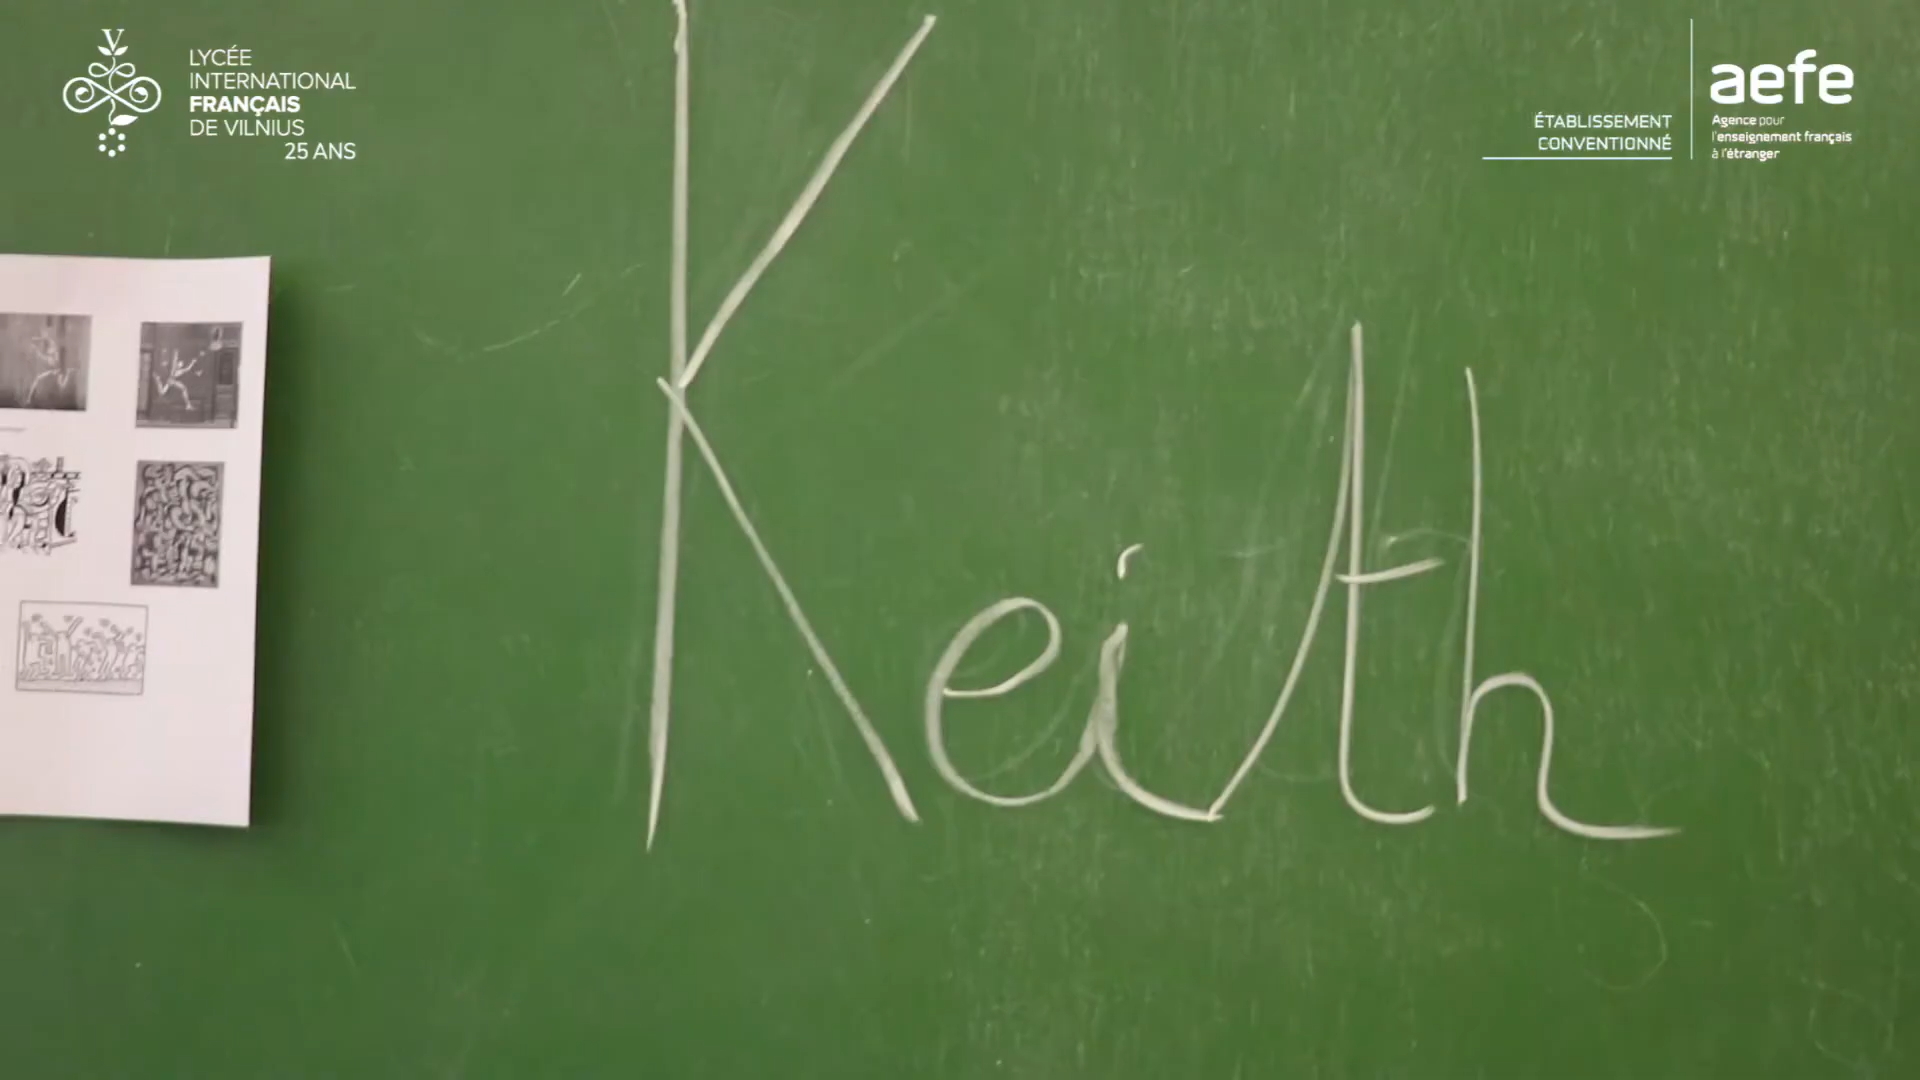 V
LYCÉE
INTERNATIONAL
FRANÇAIS
DE VILNIUS
25 ANS
ÉTABLISSEMENT
CONVENTIONNÉ
aefe
Agence pour
l'enseignement français
à l'étranger
Keith